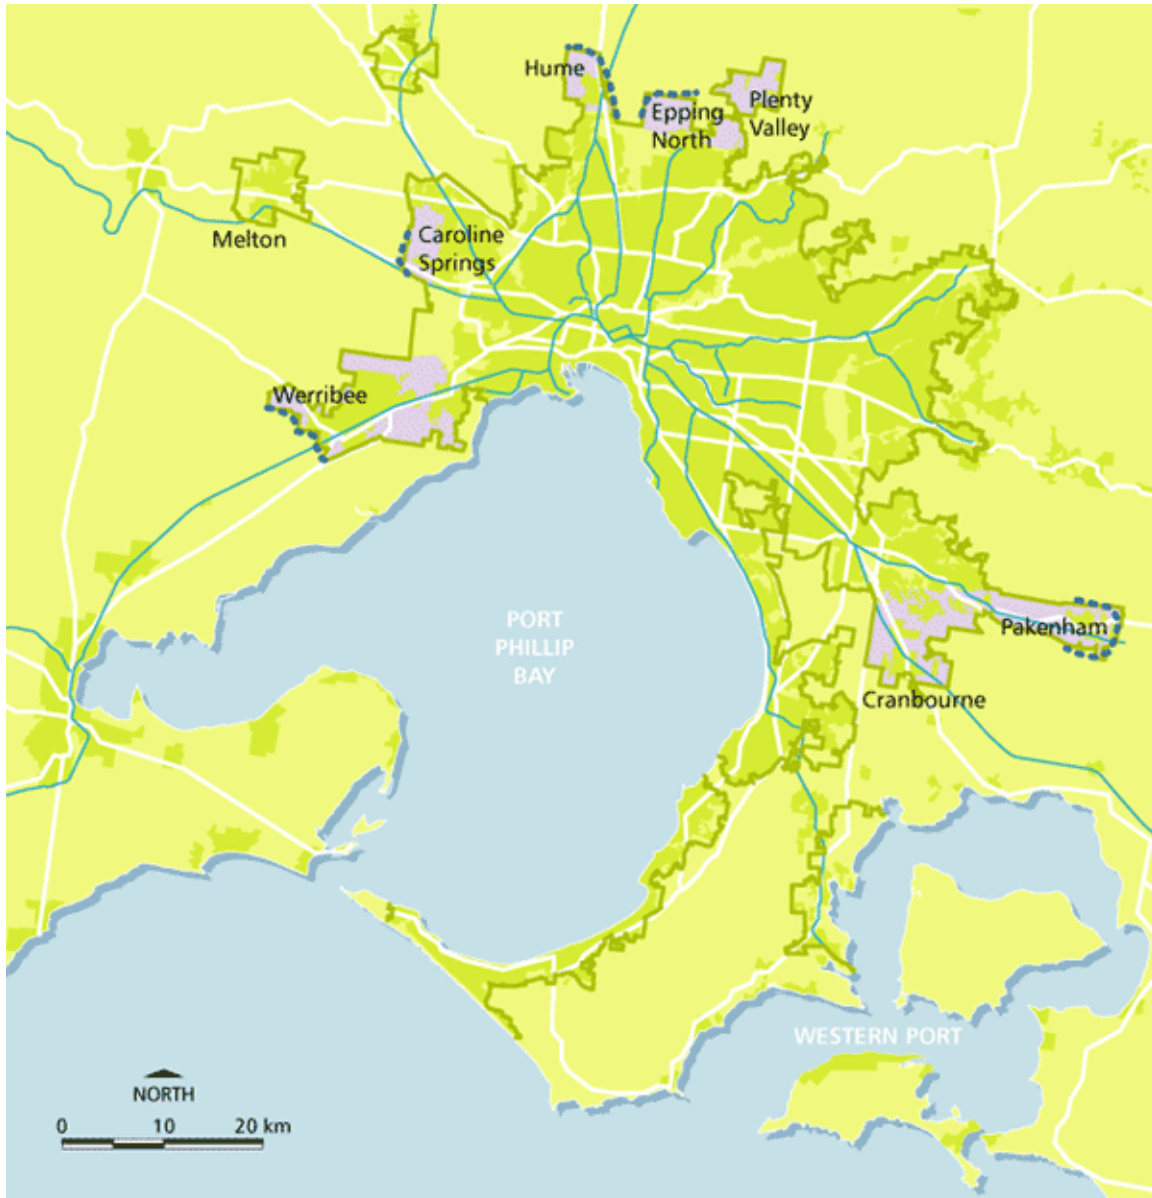 Hume
Epping
North
Plenty
Valley
Melton
Caroline
Springs
Werribee
PORT
PHILLIP
BAY
Pakenham
Cranbourne
WESTERN PORT
NORTH
0 10 20 km